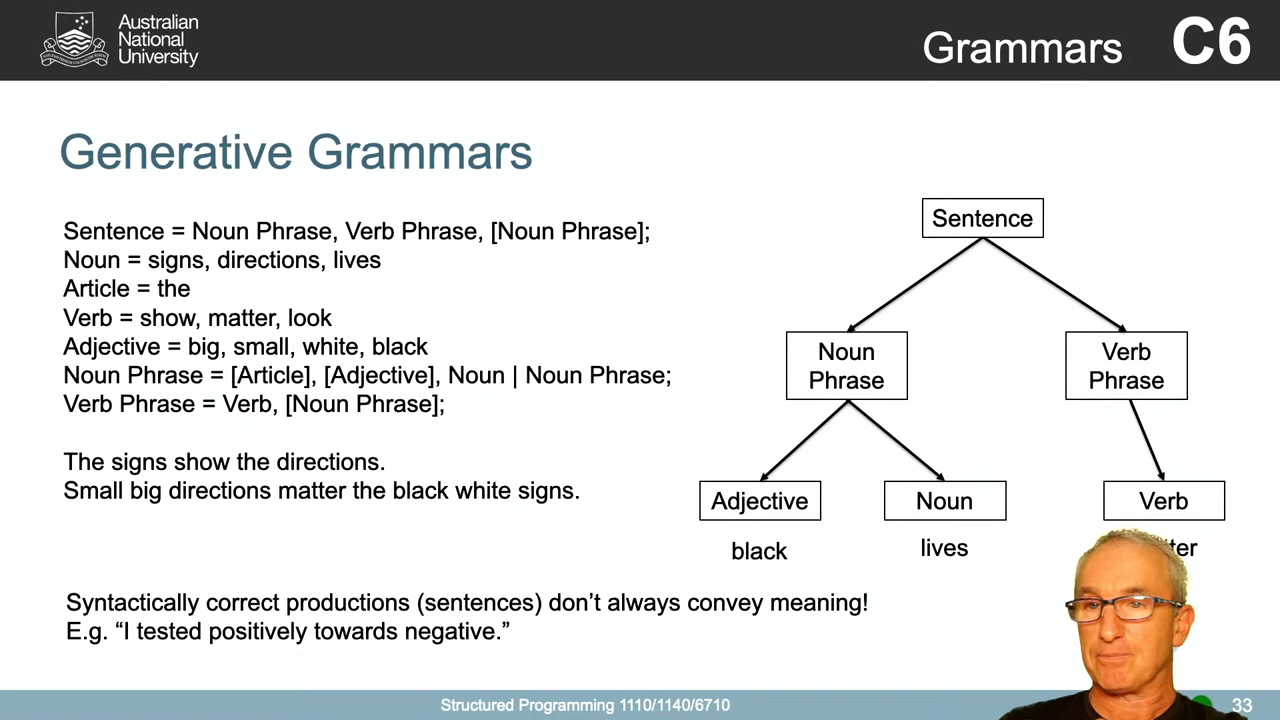 Australian
National
University
Grammars C6
Generative Grammars
Sentence = Noun Phrase, Verb Phrase, [Noun Phrase];
Noun = signs, directions, lives
Article = the
Verb = show, matter, look
Adjective = big, small, white, black
Noun Phrase = [Article], [Adjective], Noun | Noun Phrase;
Verb Phrase = Verb, [Noun Phrase];
The signs show the directions.
Small big directions matter the black white signs.
Sentence
Noun
Phrase
Verb
Phrase
Adjective
Noun
Verb
black
lives
Syntactically correct productions (sentences) don’t always convey meaning!
E.g. “I tested positively towards negative.”
Structured Programming 1110/1140/6710
33